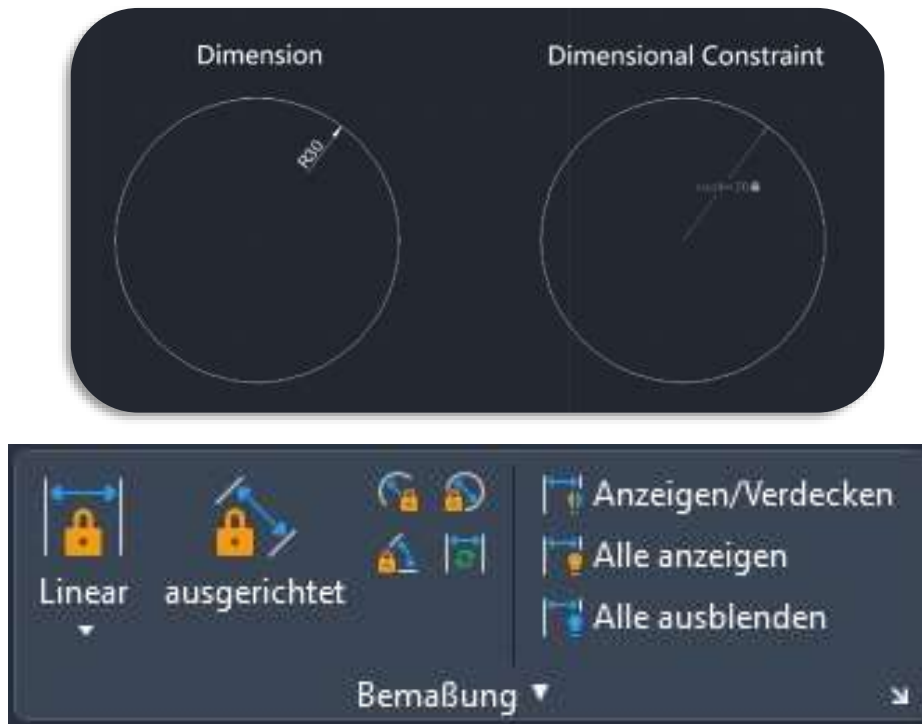 Dimension
Dimensional Constraint
R30
Anzeigen/Verdecken
Alle anzeigen
Alle ausblenden
Linear
ausgerichtet
Bemaßung